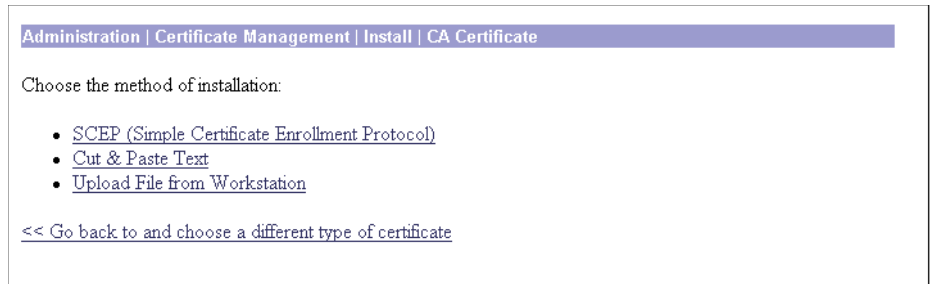 Administration | Certificate Management | Install | CA Certificate
Choose the method of installation:
SCEP (Simple Certificate Enrollment Protocol)
Cut & Paste Text
Upload File from Workstation
<< Go back to and choose a different type of certificate